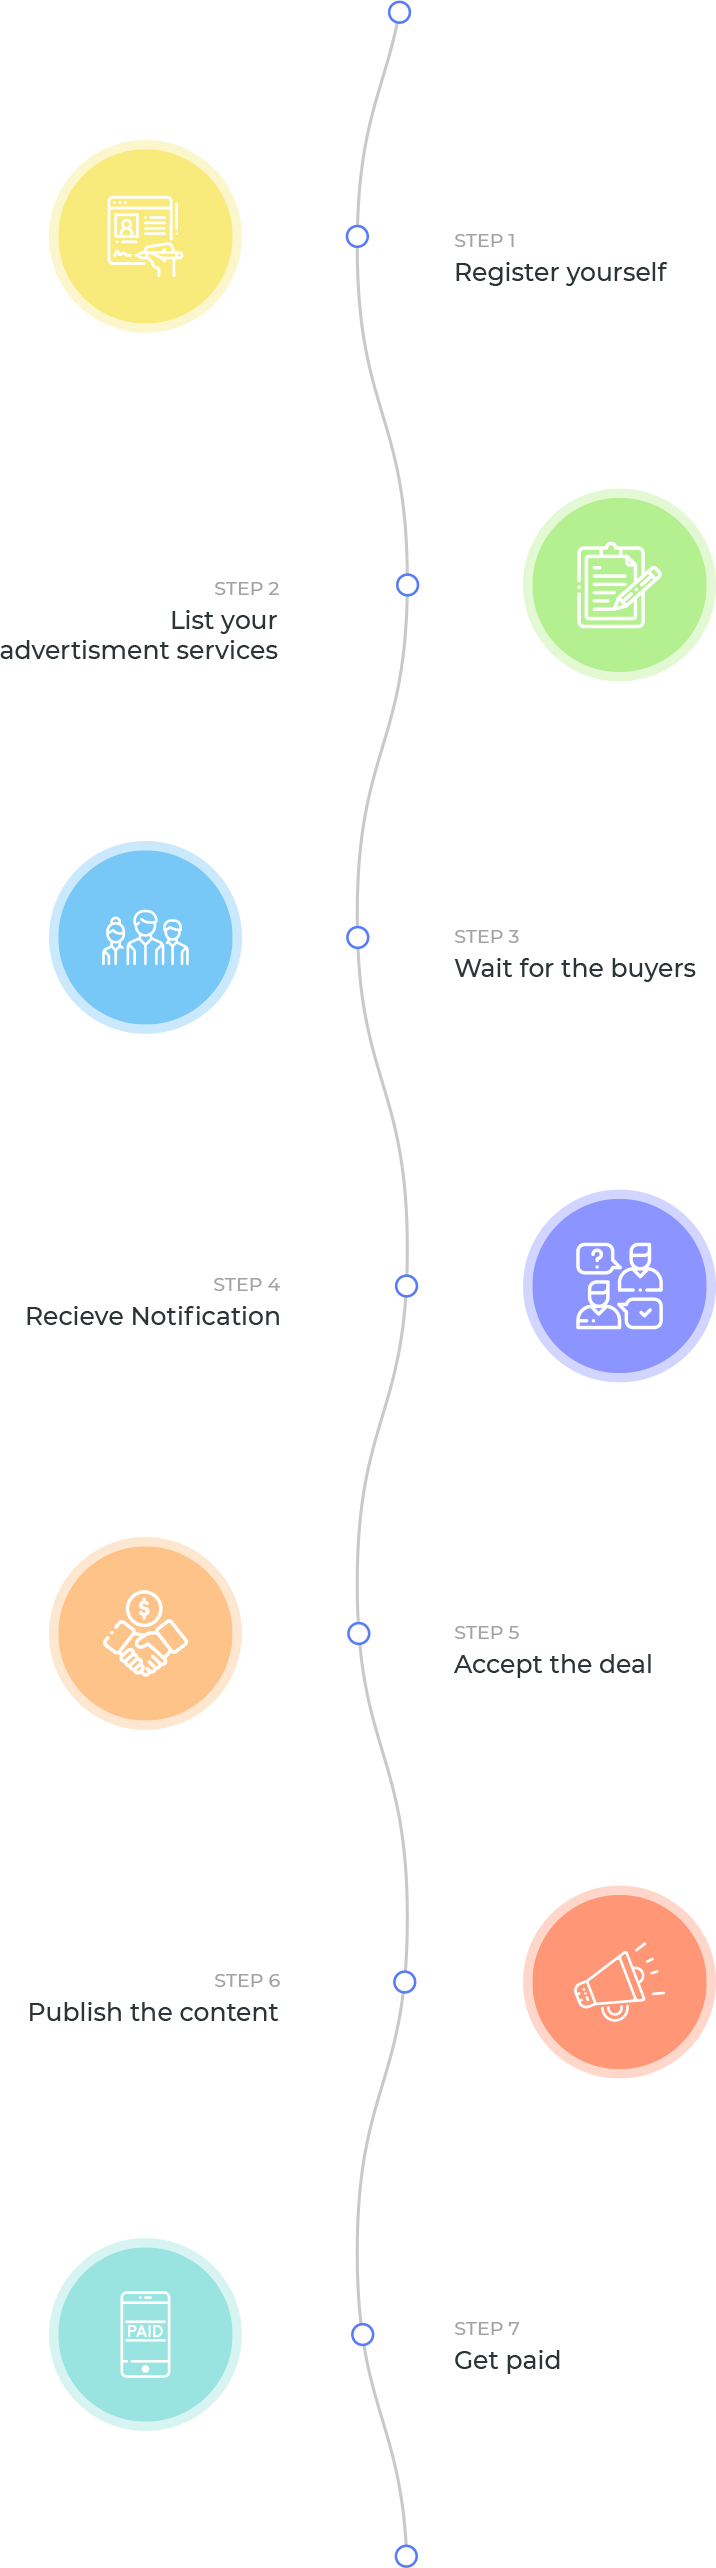 STEP 1
Register yourself
STEP 2
List your
advertisment services
STEP 3
Wait for the buyers
?
STEP 4
Recieve Notification
$
STEP 5
Accept the deal
STEP 6
Publish the content
PAID
STEP 7
Get paid